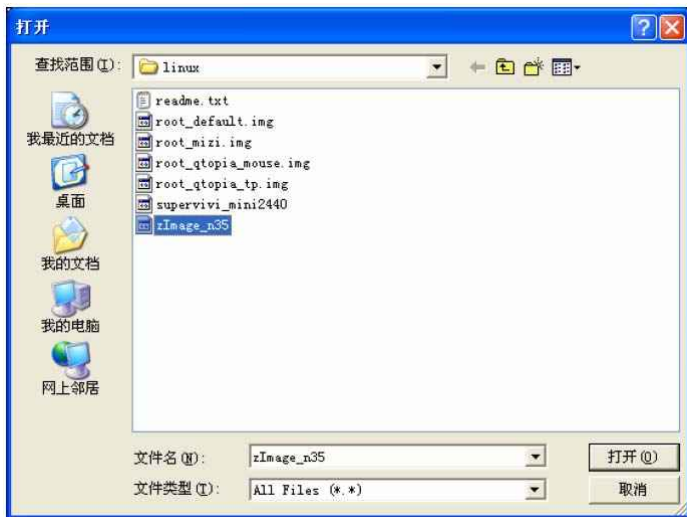 打开
查找范围(I): linux
我最近的文档
桌面
我的文档
我的电脑
网上邻居
readme.txt
root_default.img
root_mizi.img
root_qtopia_mouse.img
root_qtopia_tp.img
supervivi_mini2440
zImage_n35
文件名(N): zImage_n35 打开(O)
文件类型(T): All Files (*.*) 取消